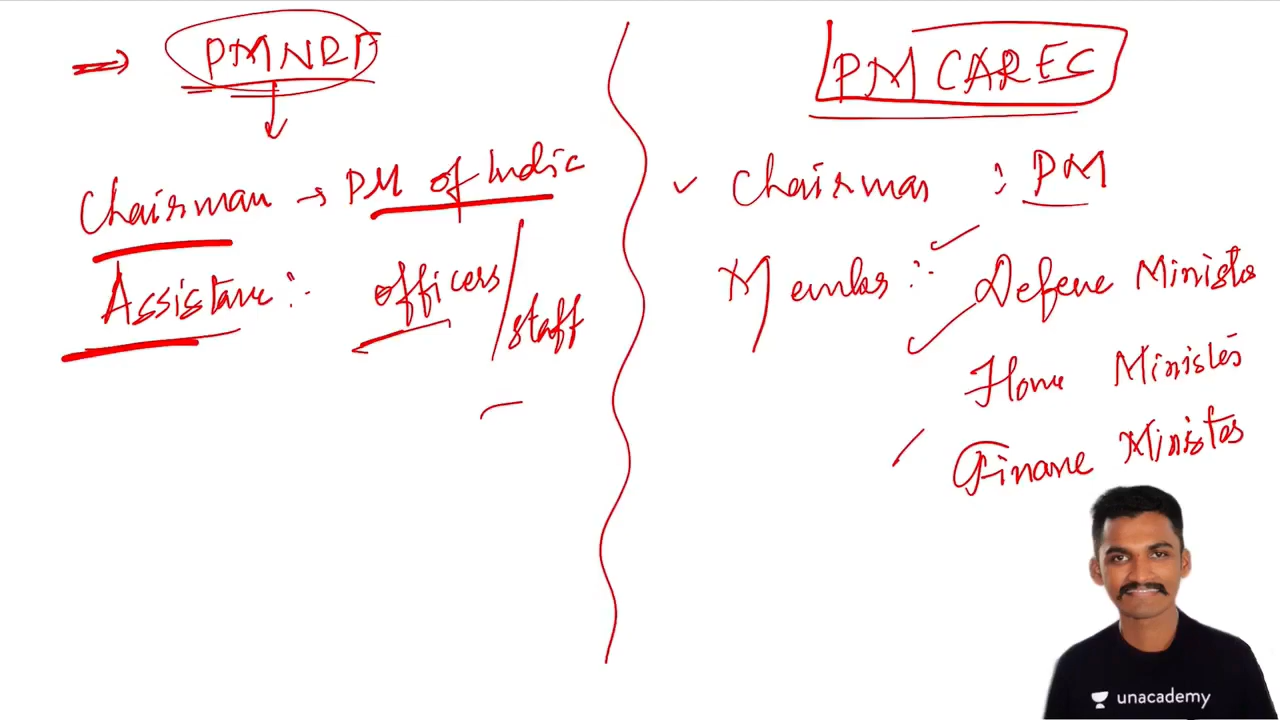 PMNRF
Chairman → PM of India
Assistance : officers / staff
PM CARES
Chairman : PM
Members : Defence Minister
Home Minister
Finance Minister
unacademy